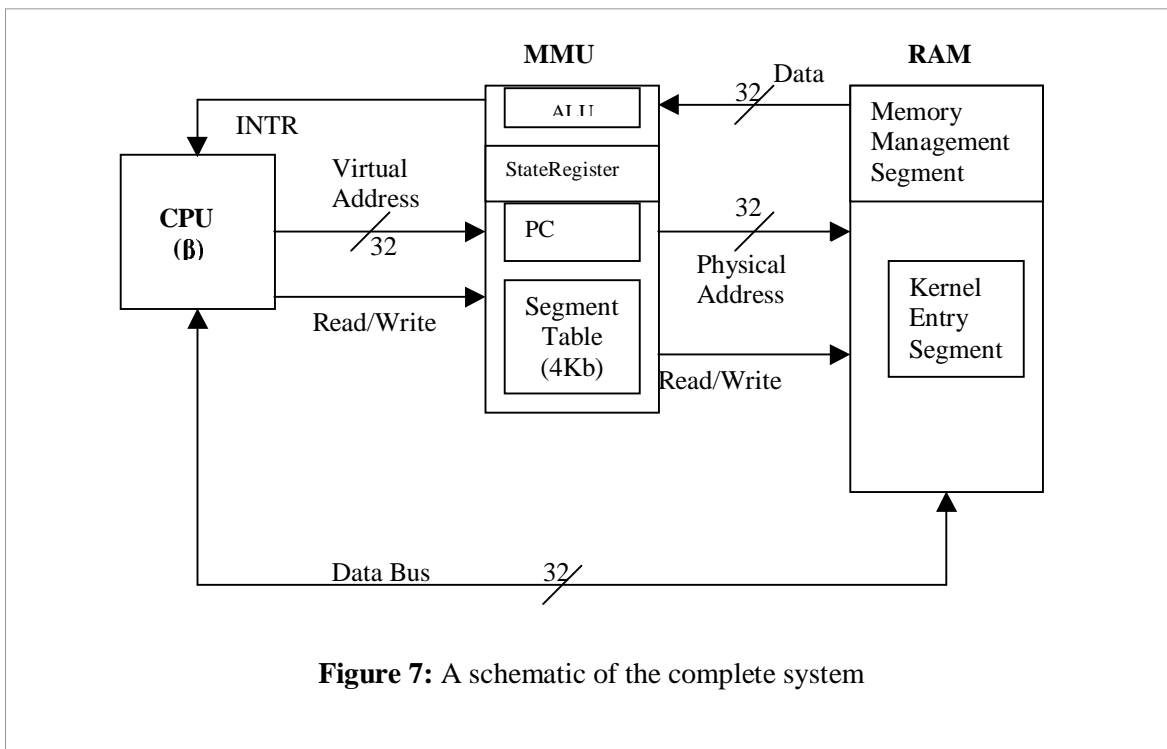 MMU
RAM
Data
32
ALU
INTR
Memory
Management
Segment
StateRegister
Virtual
Address
32
CPU
(β)
PC
32
Physical
Address
Read/Write
Segment
Table
(4Kb)
Kernel
Entry
Segment
Read/Write
Data Bus
32
Figure 7: A schematic of the complete system